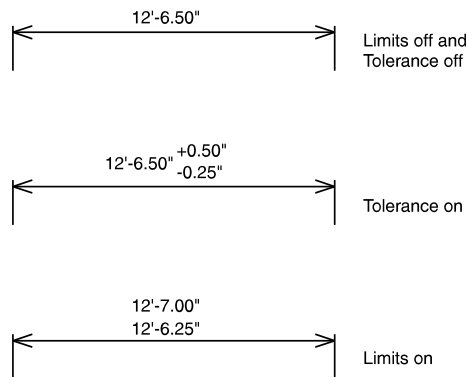 12'-6.50"
Limits off and
Tolerance off
12'-6.50" +0.50"
-0.25"
Tolerance on
12'-7.00"
12'-6.25"
Limits on